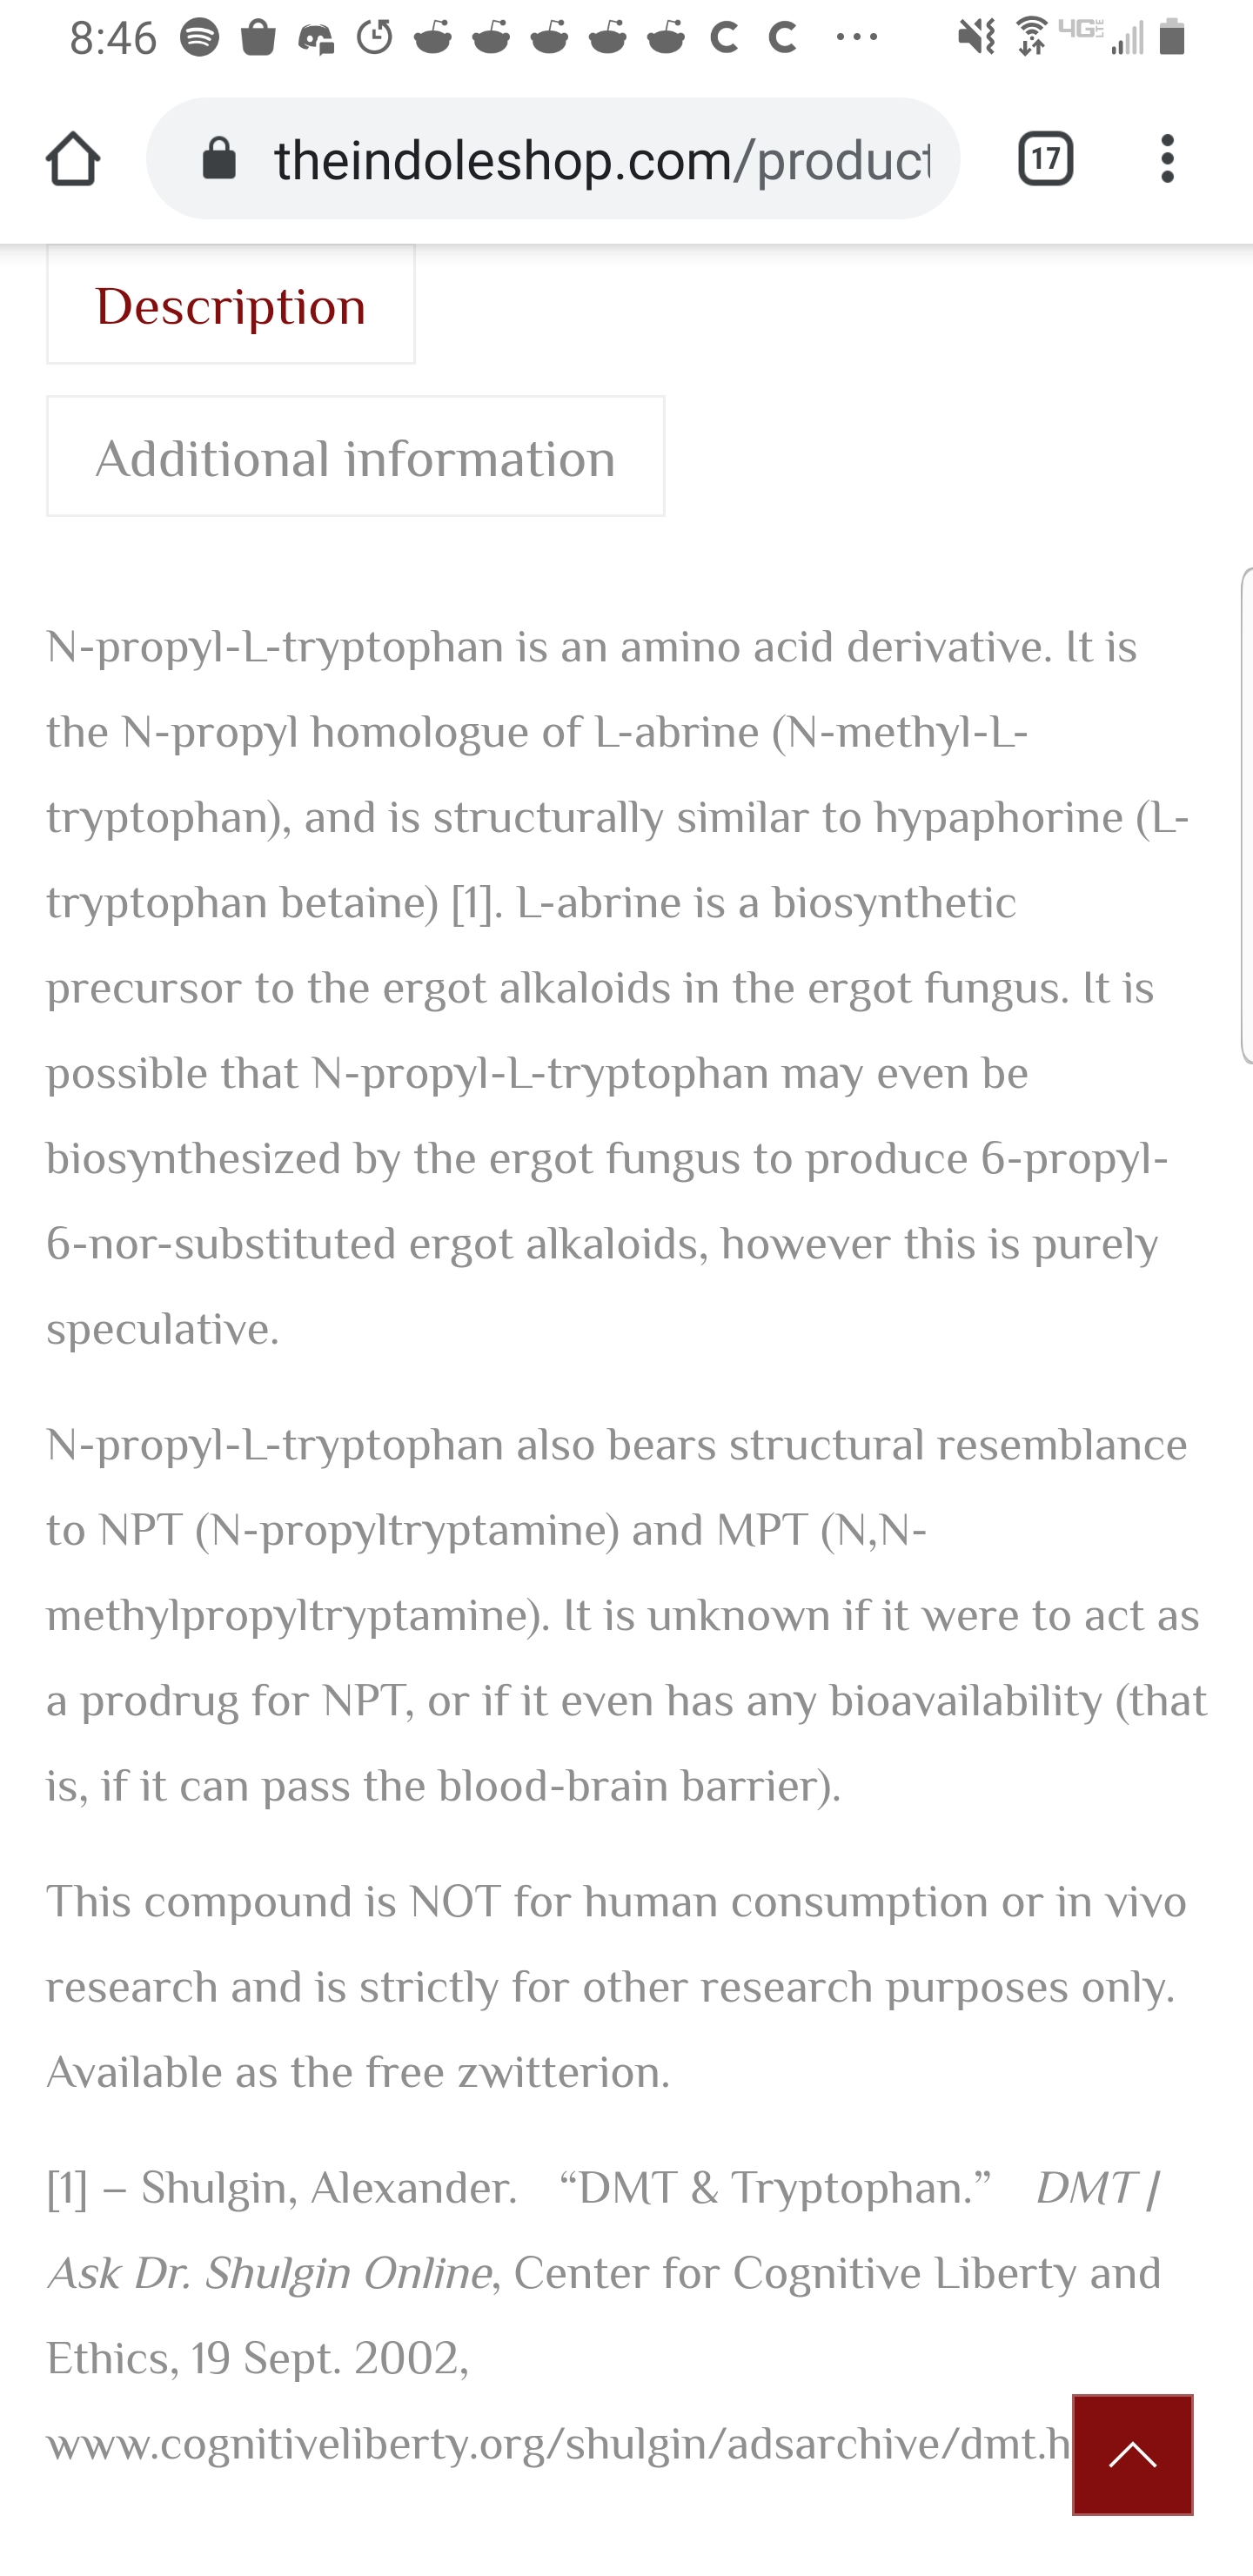 8:46
4G LTE
theindoleshop.com/product
17
Description
Additional information
N-propyl-L-tryptophan is an amino acid derivative. It is
the N-propyl homologue of L-abrine (N-methyl-L-
tryptophan), and is structurally similar to hypaphorine (L-
tryptophan betaine) [1]. L-abrine is a biosynthetic
precursor to the ergot alkaloids in the ergot fungus. It is
possible that N-propyl-L-tryptophan may even be
biosynthesized by the ergot fungus to produce 6-propyl-
6-nor-substituted ergot alkaloids, however this is purely
speculative.
N-propyl-L-tryptophan also bears structural resemblance
to NPT (N-propyltryptamine) and MPT (N,N-
methylpropyltryptamine). It is unknown if it were to act as
a prodrug for NPT, or if it even has any bioavailability (that
is, if it can pass the blood-brain barrier).
This compound is NOT for human consumption or in vivo
research and is strictly for other research purposes only.
Available as the free zwitterion.
[1] – Shulgin, Alexander. “DMT & Tryptophan.” DMT |
Ask Dr. Shulgin Online, Center for Cognitive Liberty and
Ethics, 19 Sept. 2002,
www.cognitiveliberty.org/shulgin/adsarchive/dmt.h